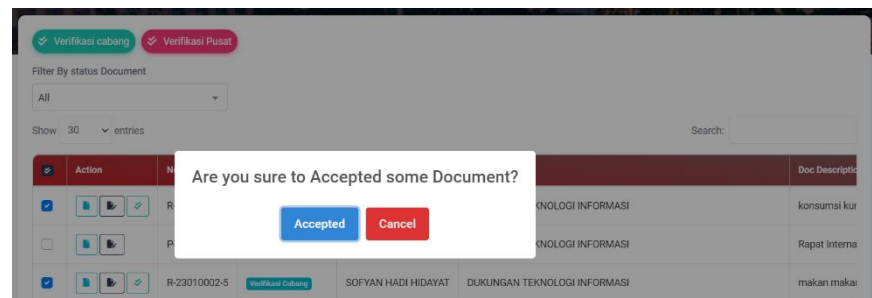 Verifikasi cabang Verifikasi Pusat
Filter By status Document
All
Show 30 entries Search:
Action Doc Descriptio
Are you sure to Accepted some Document?
Accepted Cancel
R- KNOLOGI INFORMASI konsumsi kur
P- KNOLOGI INFORMASI Rapat Interna
R-23010002-5 Verifikasi Cabang SOFYAN HADI HIDAYAT DUKUNGAN TEKNOLOGI INFORMASI makan makan